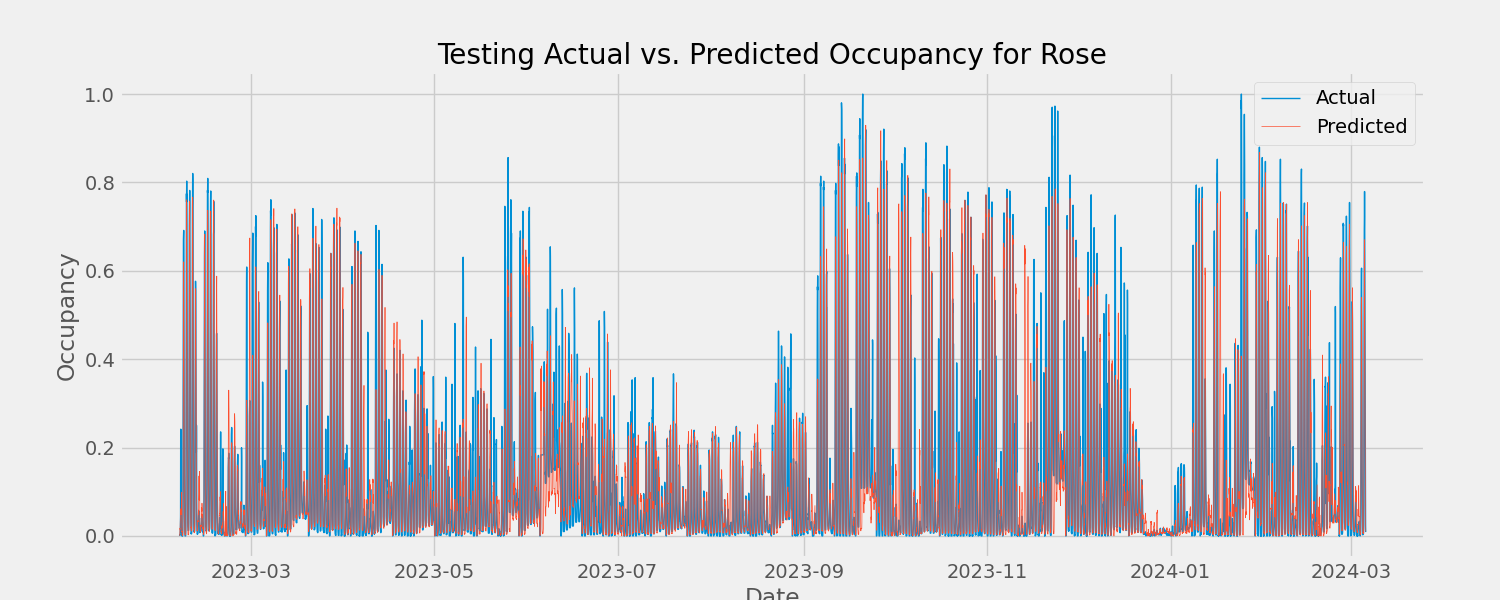 Testing Actual vs. Predicted Occupancy for Rose
1.0
0.8
0.6
0.4
0.2
0.0
Occupancy
Actual
Predicted
2023-03 2023-05 2023-07 2023-09 2023-11 2024-01 2024-03
Date